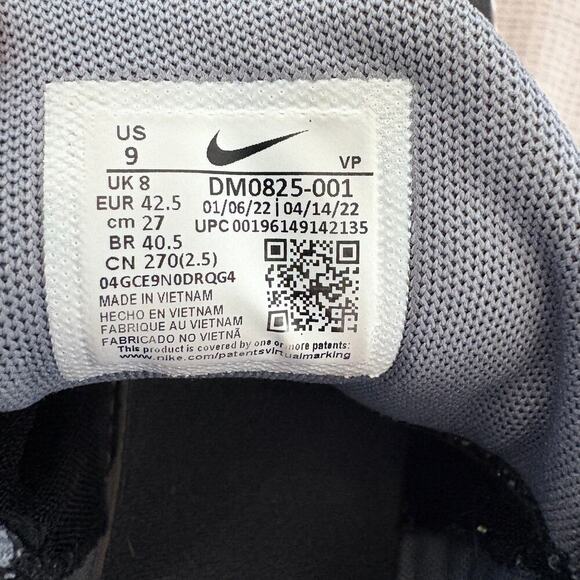 US
9
VP
UK 8
DM0825-001
EUR 42.5
01/06/22 | 04/14/22
cm 27
UPC 00196149142135
BR 40.5
CN 270(2.5)
04GCE9N0DRQG4
MADE IN VIETNAM
HECHO EN VIETNAM
FABRIQUE AU VIETNAM
FABRICADO NO VIETNÃ
This product is covered by one or more patents:
www.nike.com/patentsvirtualmarking